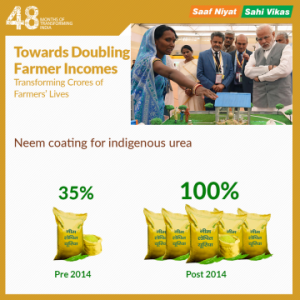 48 MONTHS OF
TRANSFORMING
INDIA
Saaf Niyat Sahi Vikas
Towards Doubling
Farmer Incomes
Transforming Crores of
Farmers' Lives
Neem coating for indigenous urea
35%
100%
नीम
यूरिया
Pre 2014
Post 2014